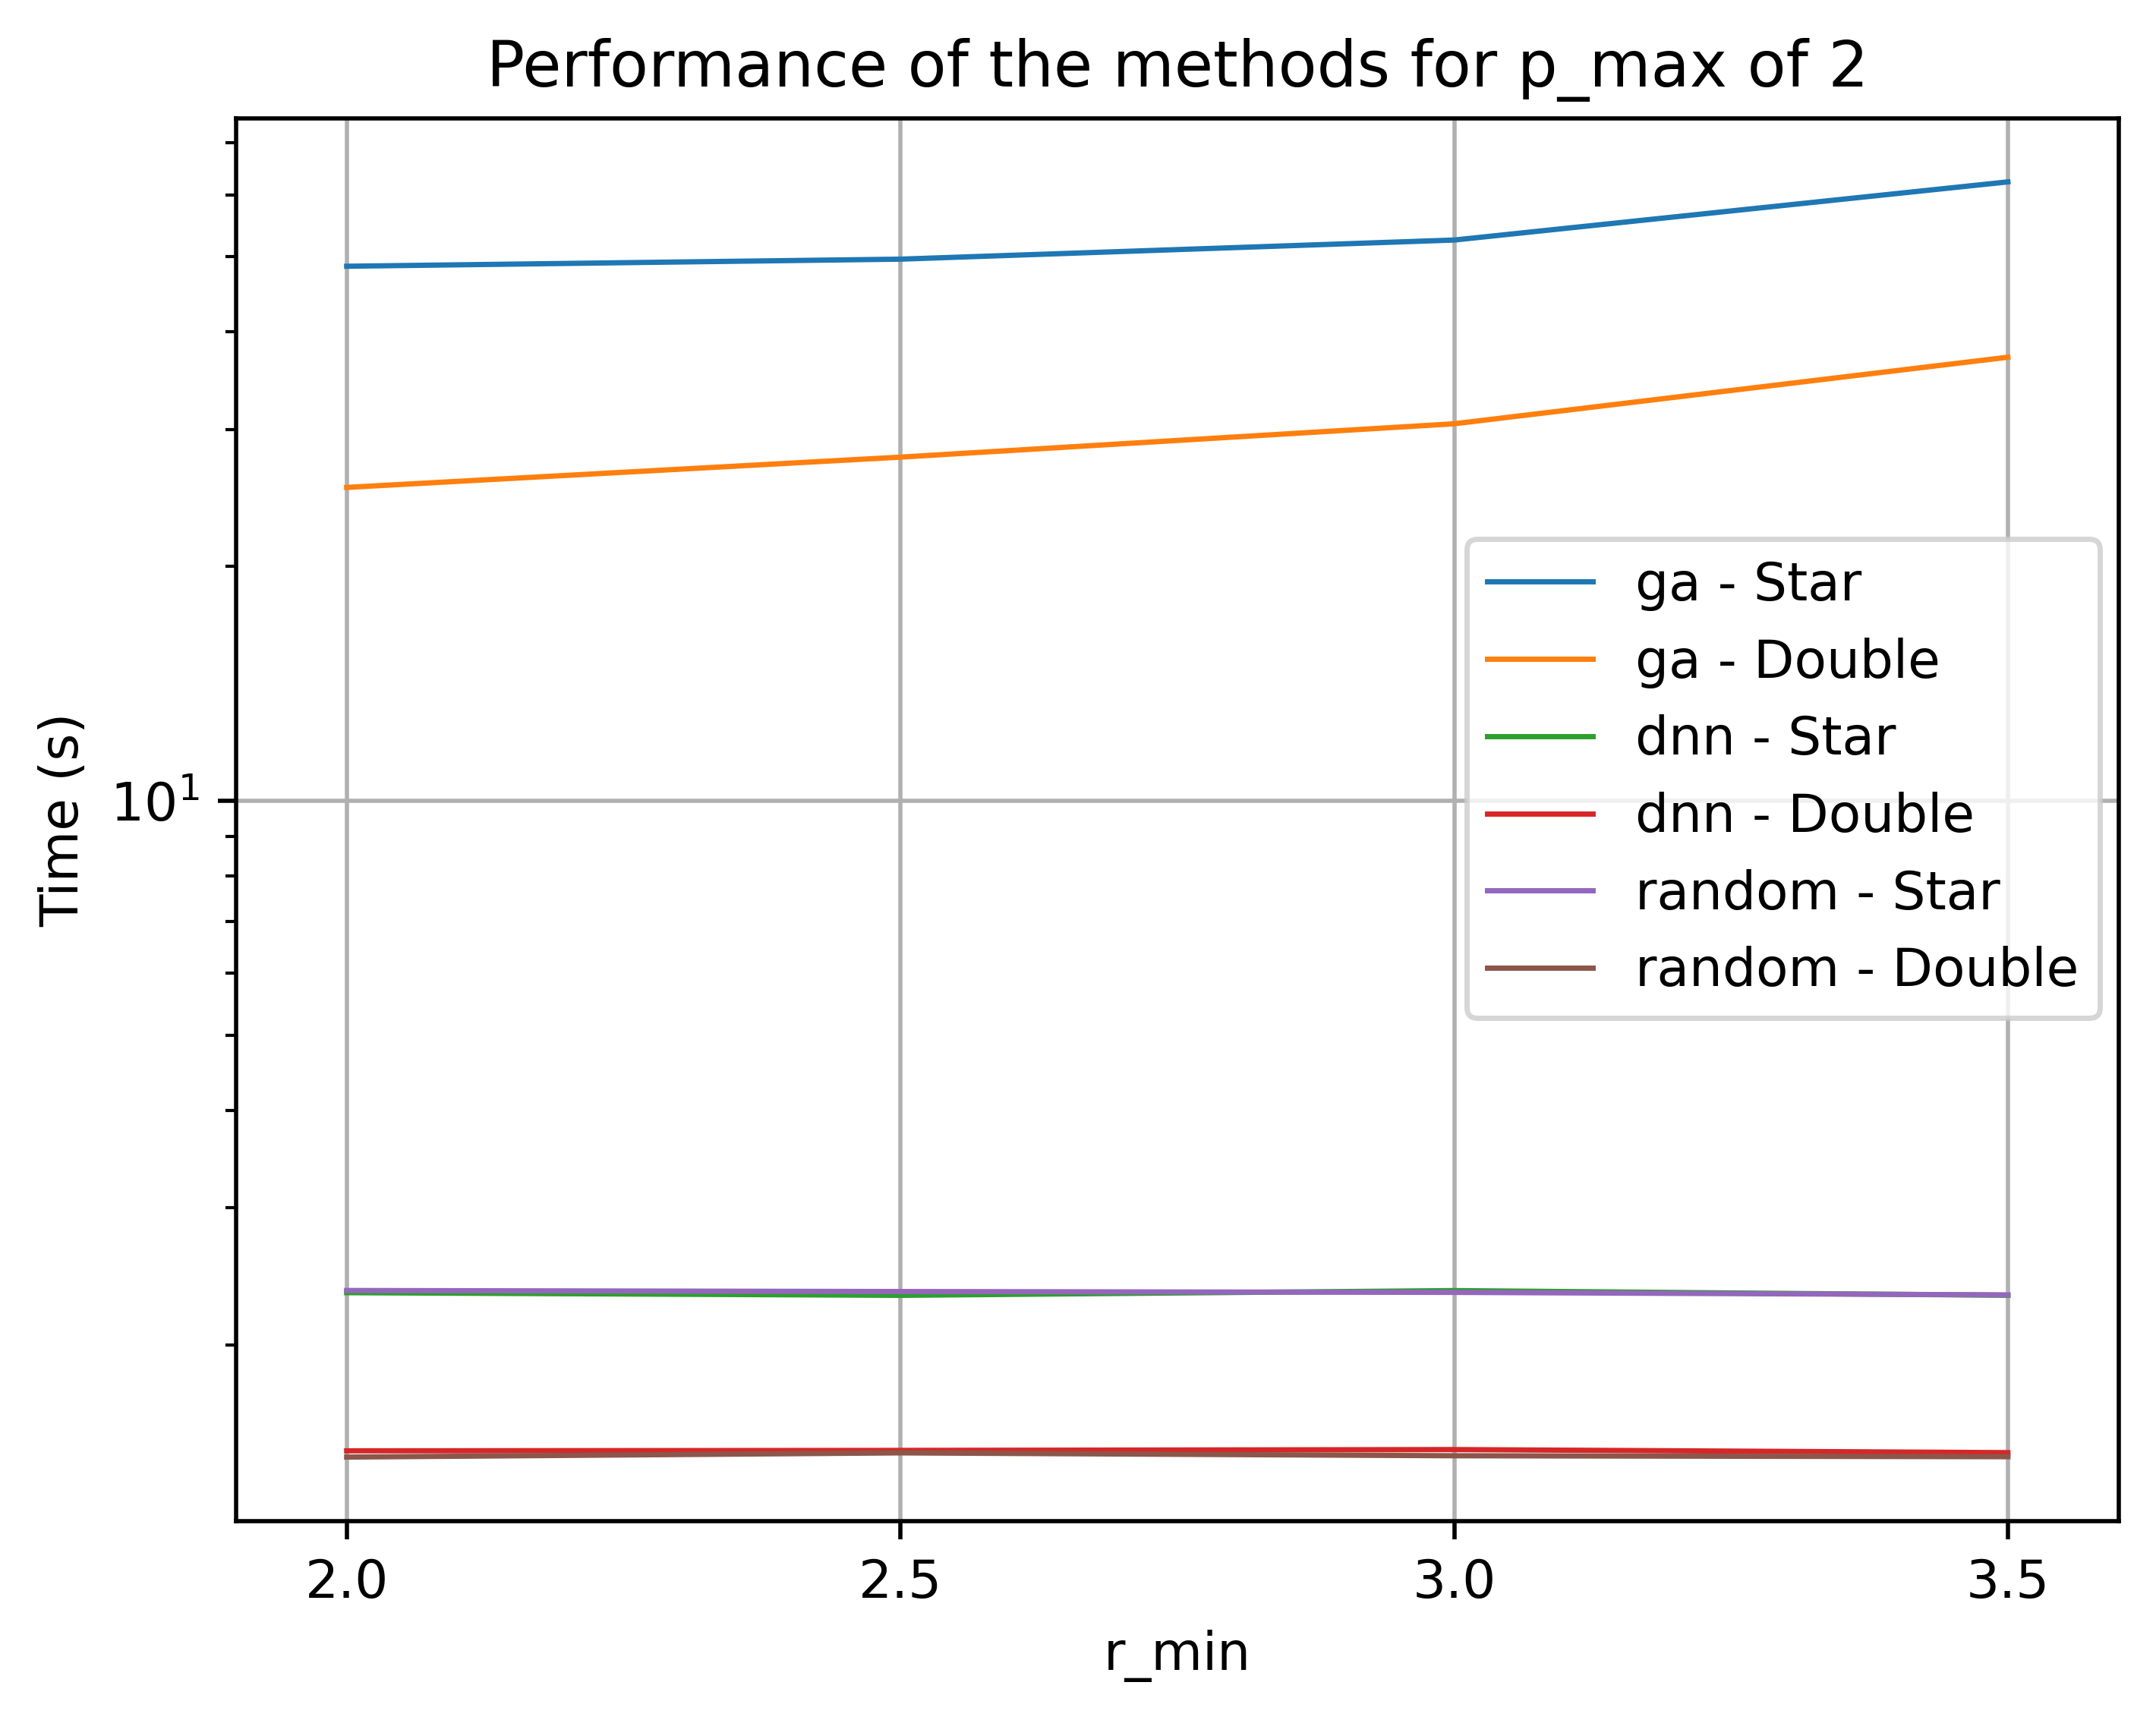 Performance of the methods for p_max of 2
Time (s)
10¹
ga - Star
ga - Double
dnn - Star
dnn - Double
random - Star
random - Double
2.0 2.5 3.0 3.5
r_min